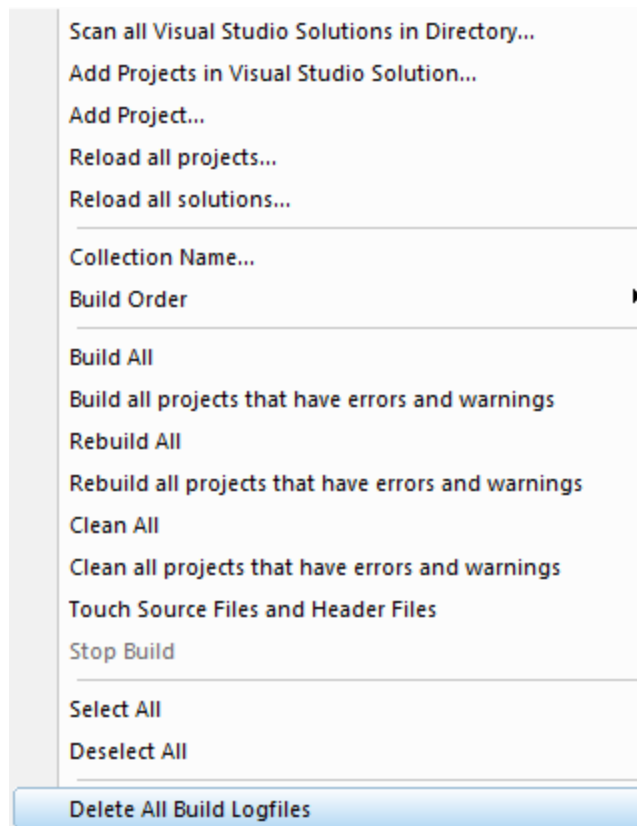 Scan all Visual Studio Solutions in Directory...
Add Projects in Visual Studio Solution...
Add Project...
Reload all projects...
Reload all solutions...
Collection Name...
Build Order
Build All
Build all projects that have errors and warnings
Rebuild All
Rebuild all projects that have errors and warnings
Clean All
Clean all projects that have errors and warnings
Touch Source Files and Header Files
Stop Build
Select All
Deselect All
Delete All Build Logfiles